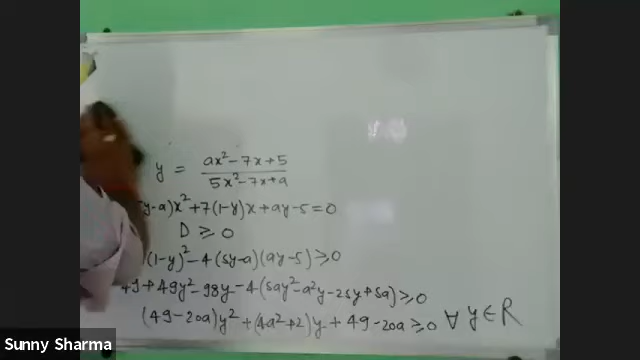 y = (ax² - 7x + 5)/(5x² - 7x + a)
y-a)x² + 7(1-y)x + ay - 5 = 0
D ≥ 0
(1-y)² - 4(5y-a)(ay-5) ≥ 0
49 + 49y² - 98y - 4(5ay² - a²y - 25y + 5a) ≥ 0
(49-20a)y² + (4a²+2)y + 49 - 20a ≥ 0 ∀ y ∈ R
Sunny Sharma